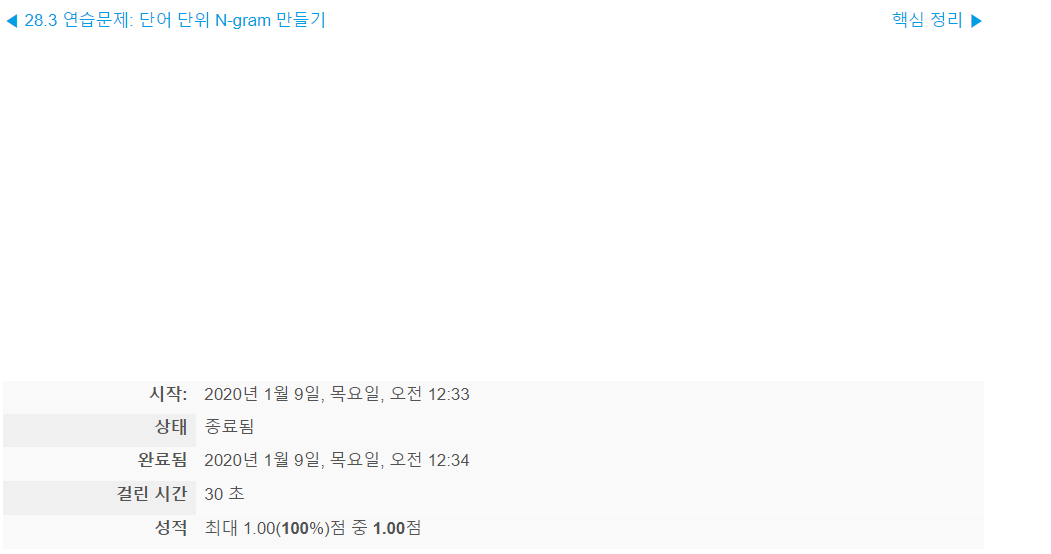 ◀ 28.3 연습문제: 단어 단위 N-gram 만들기
핵심 정리 ▶
시작: 2020년 1월 9일, 목요일, 오전 12:33
상태 종료됨
완료됨 2020년 1월 9일, 목요일, 오전 12:34
걸린 시간 30 초
성적 최대 1.00(100%)점 중 1.00점